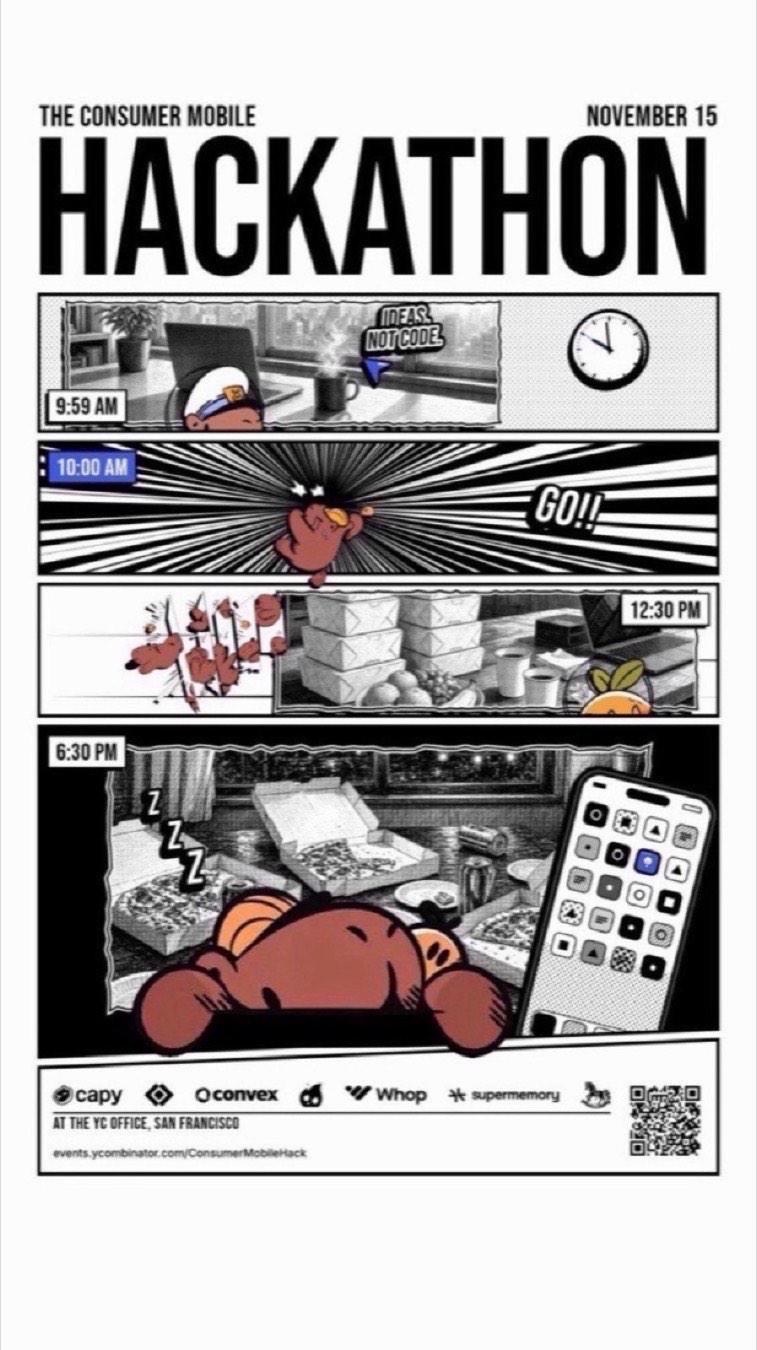 THE CONSUMER MOBILE
NOVEMBER 15
HACKATHON
IDEAS,
NOT CODE.
9:59 AM
10:00 AM
GO!!
12:30 PM
6:30 PM
Z
Z
Z
capy
convex
Whop
supermemory
AT THE YC OFFICE, SAN FRANCISCO
events.ycombinator.com/ConsumerMobileHack